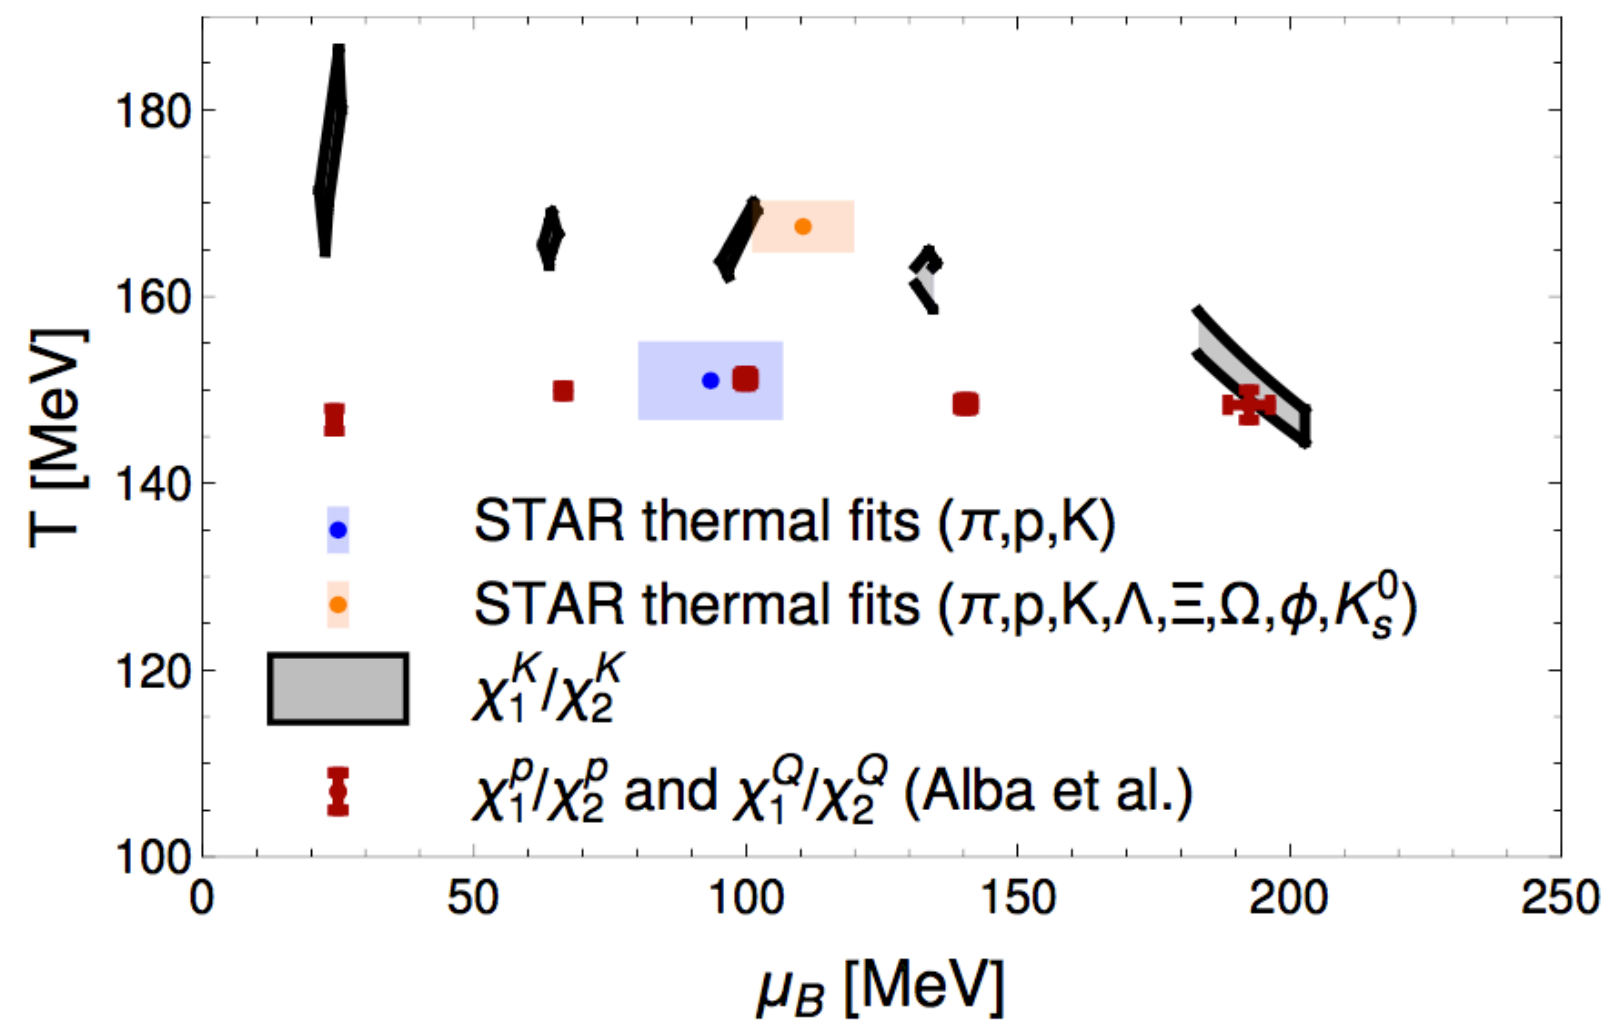 180
160
140
120
100
T [MeV]
STAR thermal fits (π,p,K)
STAR thermal fits (π,p,K,Λ,Ξ,Ω,ϕ,K⁰ₛ)
χ₁ᴷ/χ₂ᴷ
χ₁ᵖ/χ₂ᵖ and χ₁^Q/χ₂^Q (Alba et al.)
0 50 100 150 200 250
μ_B [MeV]